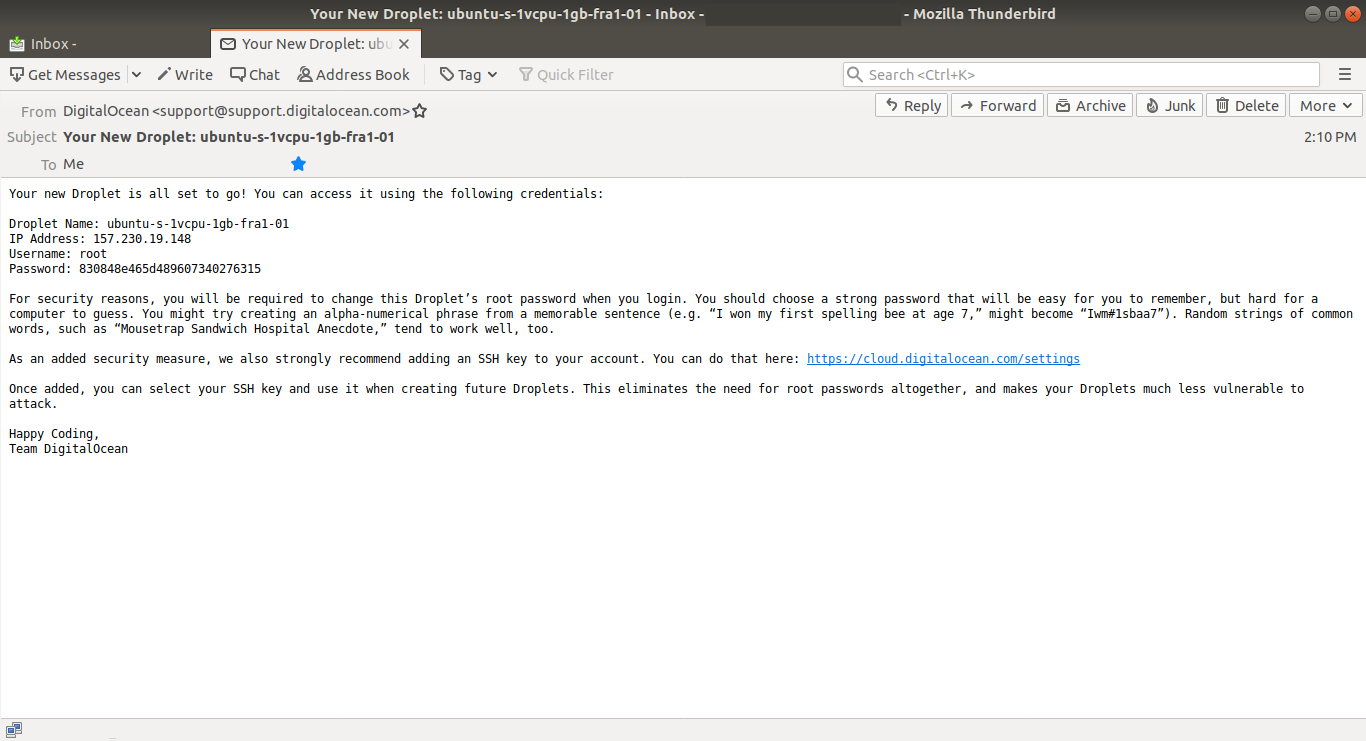 Your New Droplet: ubuntu-s-1vcpu-1gb-fra1-01 - Inbox - - Mozilla Thunderbird
Inbox - Your New Droplet: ubu
Get Messages Write Chat Address Book Tag Quick Filter Search <Ctrl+K>
From DigitalOcean <support@support.digitalocean.com> Reply Forward Archive Junk Delete More
Subject Your New Droplet: ubuntu-s-1vcpu-1gb-fra1-01 2:10 PM
To Me
Your new Droplet is all set to go! You can access it using the following credentials:
Droplet Name: ubuntu-s-1vcpu-1gb-fra1-01
IP Address: 157.230.19.148
Username: root
Password: 830848e465d489607340276315
For security reasons, you will be required to change this Droplet’s root password when you login. You should choose a strong password that will be easy for you to remember, but hard for a
computer to guess. You might try creating an alpha-numerical phrase from a memorable sentence (e.g. “I won my first spelling bee at age 7,” might become “Iwm#1sbaa7”). Random strings of common
words, such as “Mousetrap Sandwich Hospital Anecdote,” tend to work well, too.
As an added security measure, we also strongly recommend adding an SSH key to your account. You can do that here: https://cloud.digitalocean.com/settings
Once added, you can select your SSH key and use it when creating future Droplets. This eliminates the need for root passwords altogether, and makes your Droplets much less vulnerable to
attack.
Happy Coding,
Team DigitalOcean